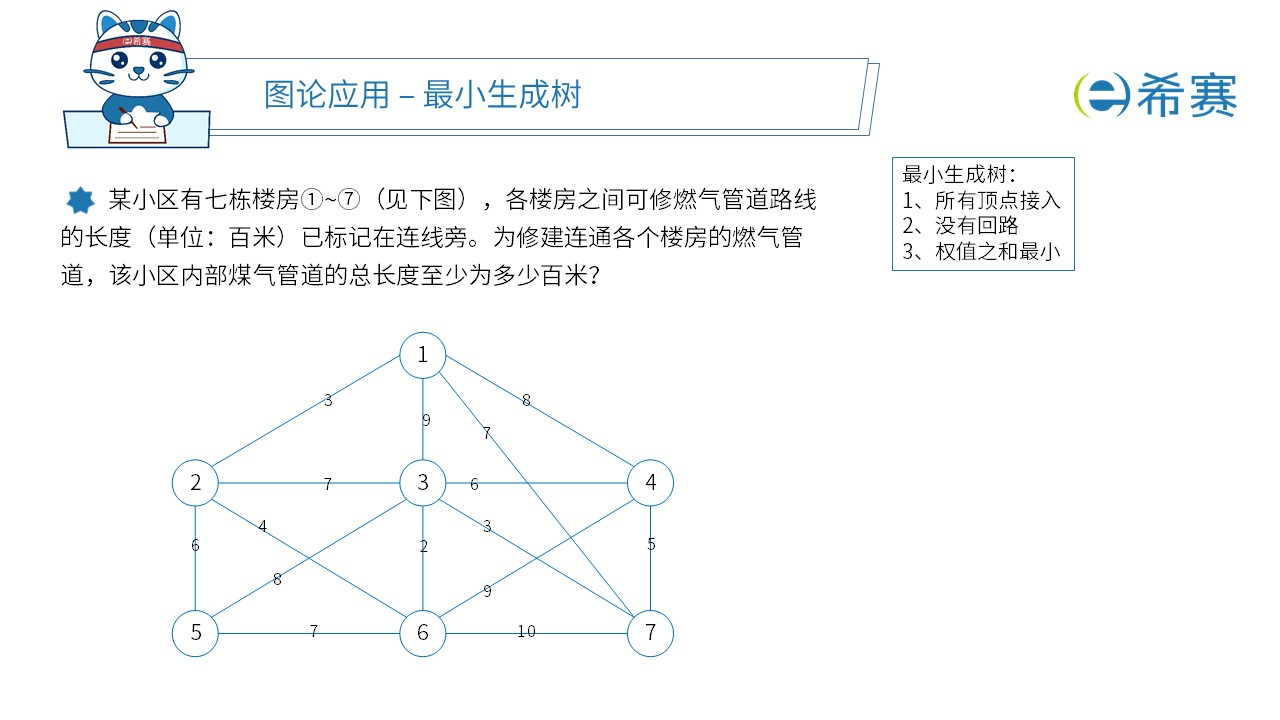 希赛
图论应用 – 最小生成树
希赛
某小区有七栋楼房①~⑦（见下图），各楼房之间可修燃气管道路线
的长度（单位：百米）已标记在连线旁。为修建连通各个楼房的燃气管
道，该小区内部煤气管道的总长度至少为多少百米？
最小生成树：
1、所有顶点接入
2、没有回路
3、权值之和最小
1
3
8
9
7
2
7
3
6
4
4
3
6
2
5
8
9
5
7
6
10
7